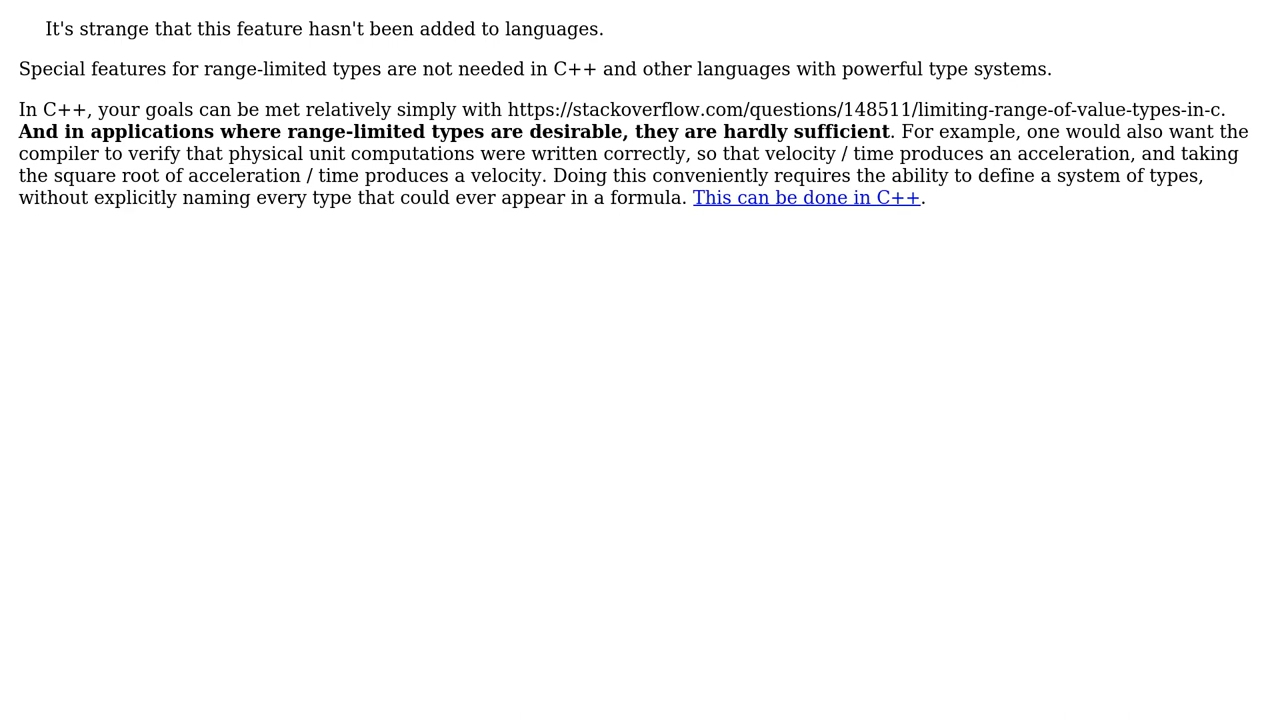 It's strange that this feature hasn't been added to languages.
Special features for range-limited types are not needed in C++ and other languages with powerful type systems.
In C++, your goals can be met relatively simply with https://stackoverflow.com/questions/148511/limiting-range-of-value-types-in-c.
And in applications where range-limited types are desirable, they are hardly sufficient. For example, one would also want the
compiler to verify that physical unit computations were written correctly, so that velocity / time produces an acceleration, and taking
the square root of acceleration / time produces a velocity. Doing this conveniently requires the ability to define a system of types,
without explicitly naming every type that could ever appear in a formula. This can be done in C++.